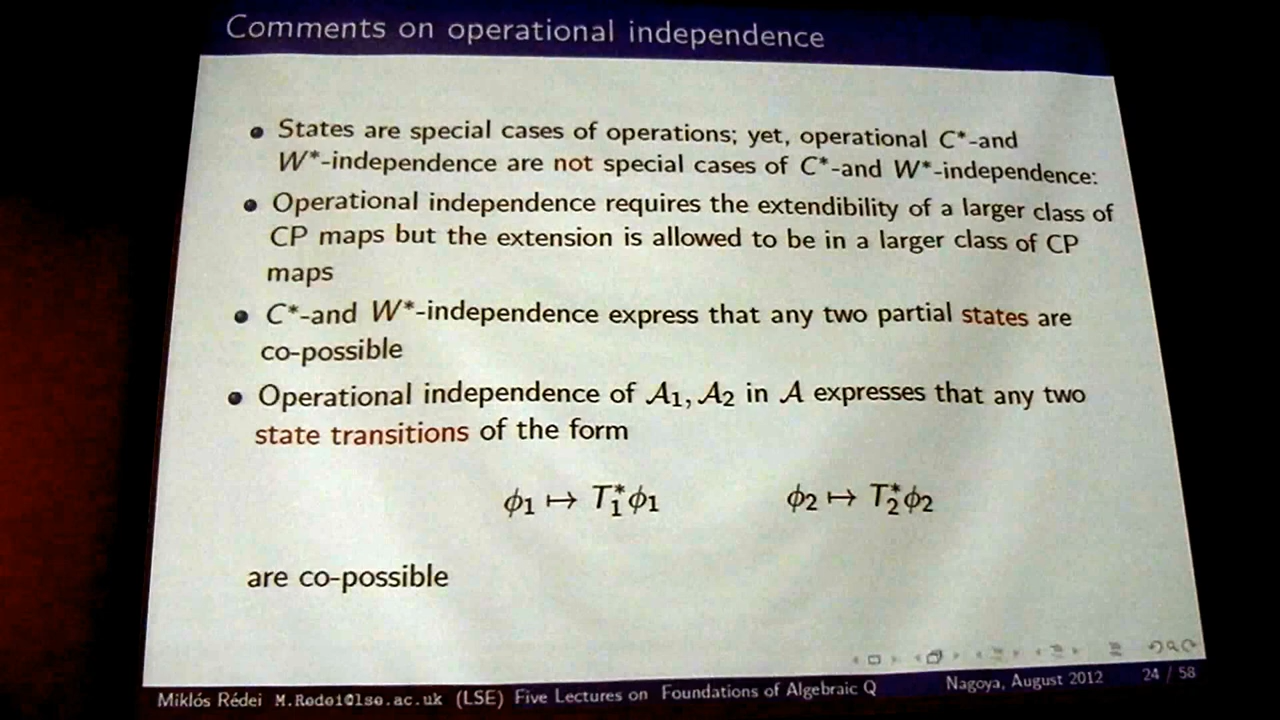 Comments on operational independence
• States are special cases of operations; yet, operational C*-and
W*-independence are not special cases of C*-and W*-independence:
• Operational independence requires the extendibility of a larger class of
CP maps but the extension is allowed to be in a larger class of CP
maps
• C*-and W*-independence express that any two partial states are
co-possible
• Operational independence of 𝒜₁, 𝒜₂ in 𝒜 expresses that any two
state transitions of the form
ϕ₁ ↦ T₁*ϕ₁ ϕ₂ ↦ T₂*ϕ₂
are co-possible
Miklós Rédei M.Redei@lse.ac.uk (LSE) Five Lectures on Foundations of Algebraic Q Nagoya, August 2012 24 / 58